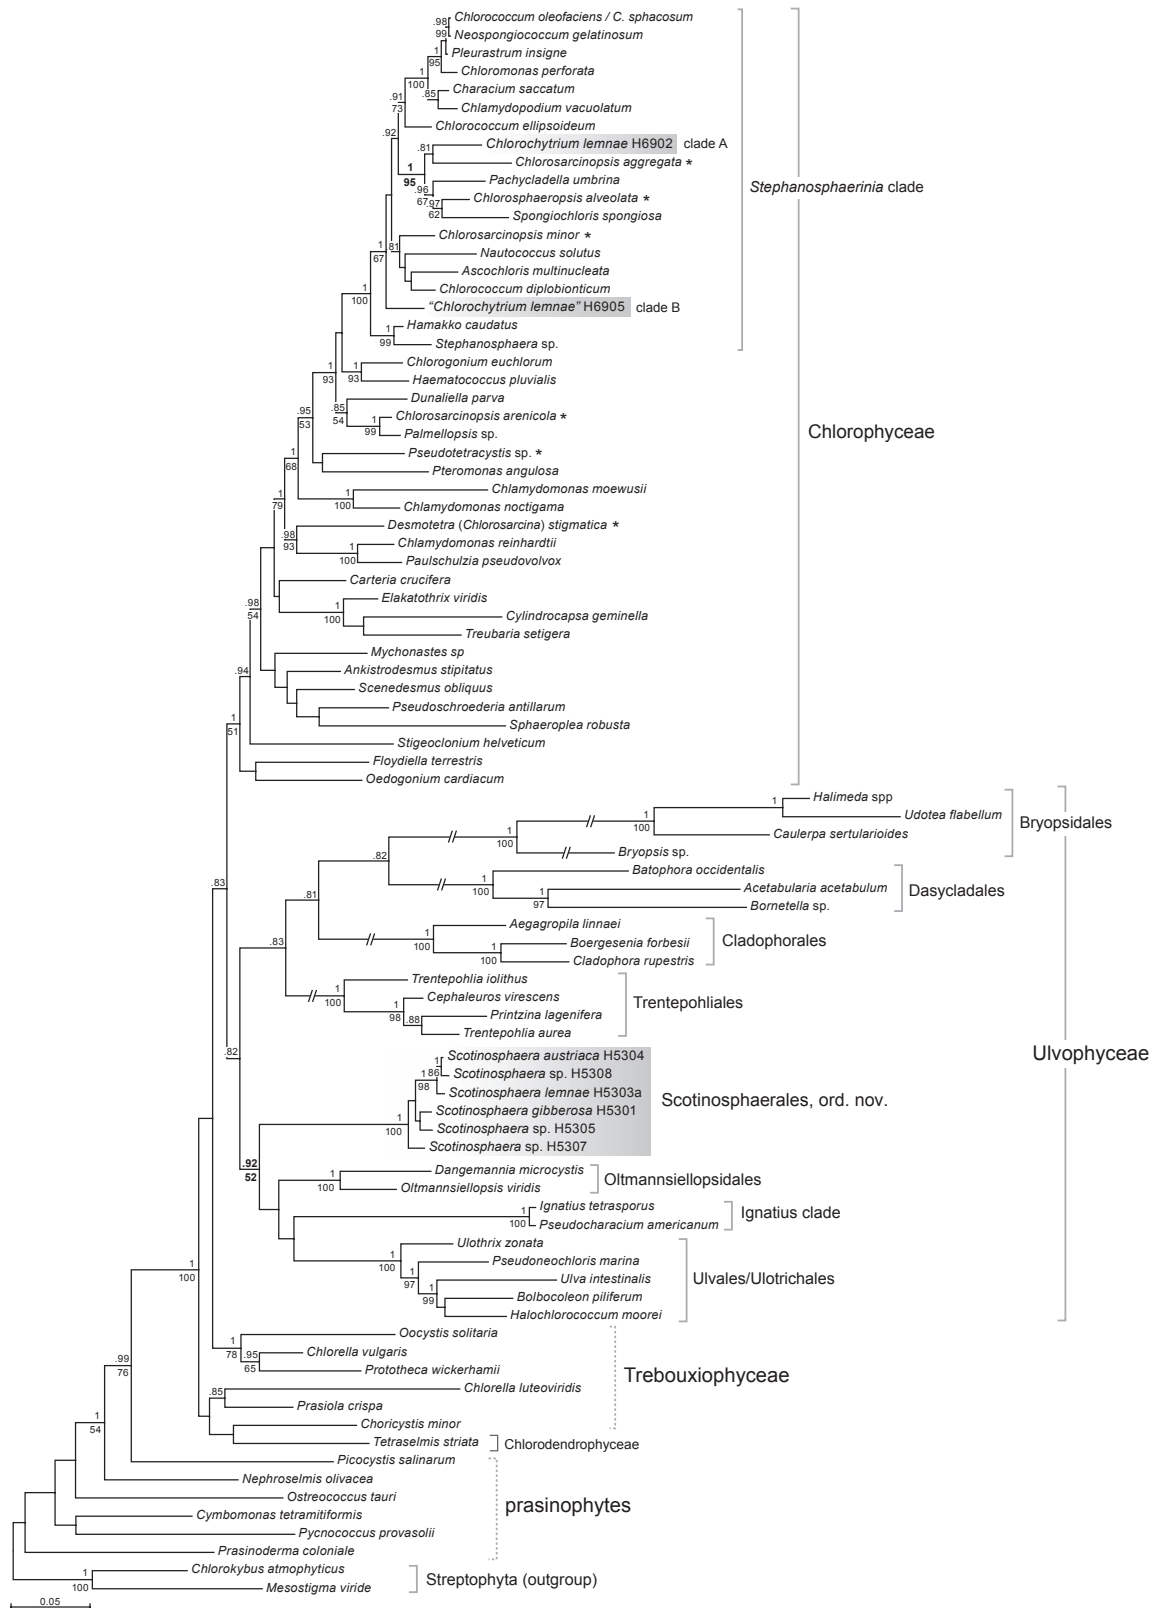 .98
Chlorococcum oleofaciens / C. sphacosum
99
Neospongiococcum gelatinosum
1
Pleurastrum insigne
95
1
Chloromonas perforata
100
Characium saccatum
.85
.91
Chlamydopodium vacuolatum
73
Chlorococcum ellipsoideum
.92
Chlorochytrium lemnae H6902 clade A
.81
Chlorosarcinopsis aggregata *
1
95
Pachycladella umbrina
.96
Stephanosphaerinia clade
67
.97
Chlorosphaeropsis alveolata *
62
Spongiochloris spongiosa
Chlorosarcinopsis minor *
1
.81
67
Nautococcus solutus
Ascochloris multinucleata
1
Chlorococcum diplobionticum
100
"Chlorochytrium lemnae" H6905 clade B
Hamakko caudatus
1
99
Stephanosphaera sp.
Chlorogonium euchlorum
1
93
1
93
Haematococcus pluvialis
Dunaliella parva
.85
54
Chlorosarcinopsis arenicola *
1
99
Palmellopsis sp.
.95
53
Chlorophyceae
Pseudotetracystis sp. *
1
68
Pteromonas angulosa
Chlamydomonas moewusii
1
100
1
79
Chlamydomonas noctigama
Desmotetra (Chlorosarcina) stigmatica *
.98
93
Chlamydomonas reinhardtii
1
100
Paulschulzia pseudovolvox
Carteria crucifera
Elakatothrix viridis
1
100
.98
54
Cylindrocapsa geminella
Treubaria setigera
Mychonastes sp
Ankistrodesmus stipitatus
.94
Scenedesmus obliquus
Pseudoschroederia antillarum
1
51
Sphaeroplea robusta
Stigeoclonium helveticum
Floydiella terrestris
Oedogonium cardiacum
Halimeda spp
1
Udotea flabellum
Bryopsidales
1
100
Caulerpa sertularioides
1
100
Bryopsis sp.
.82
Batophora occidentalis
1
100
Acetabularia acetabulum
Dasycladales
1
97
Bornetella sp.
.83
.81
Aegagropila linnaei
1
100
Cladophorales
Boergesenia forbesii
1
100
Cladophora rupestris
.83
Trentepohlia iolithus
1
100
Cephaleuros virescens
Trentepohliales
1
98
Printzina lagenifera
.88
Trentepohlia aurea
.82
Ulvophyceae
Scotinosphaera austriaca H5304
1
86
Scotinosphaera sp. H5308
1
98
Scotinosphaera lemnae H5303a
Scotinosphaerales, ord. nov.
Scotinosphaera gibberosa H5301
1
100
Scotinosphaera sp. H5305
Scotinosphaera sp. H5307
.92
52
Dangemannia microcystis
1
100
Oltmannsiellopsidales
Oltmannsiellopsis viridis
Ignatius tetrasporus
1
100
Ignatius clade
Pseudocharacium americanum
Ulothrix zonata
1
100
Pseudoneochloris marina
1
97
Ulvales/Ulotrichales
Ulva intestinalis
1
99
Bolbocoleon piliferum
Halochlorococcum moorei
1
100
Oocystis solitaria
1
78
Chlorella vulgaris
.95
65
Prototheca wickerhamii
Trebouxiophyceae
.99
76
Chlorella luteoviridis
.85
Prasiola crispa
Choricystis minor
1
54
Tetraselmis striata
Chlorodendrophyceae
Picocystis salinarum
Nephroselmis olivacea
Ostreococcus tauri
prasinophytes
Cymbomonas tetramitiformis
Pycnococcus provasolii
Prasinoderma coloniale
Chlorokybus atmophyticus
1
100
Streptophyta (outgroup)
Mesostigma viride
0.05